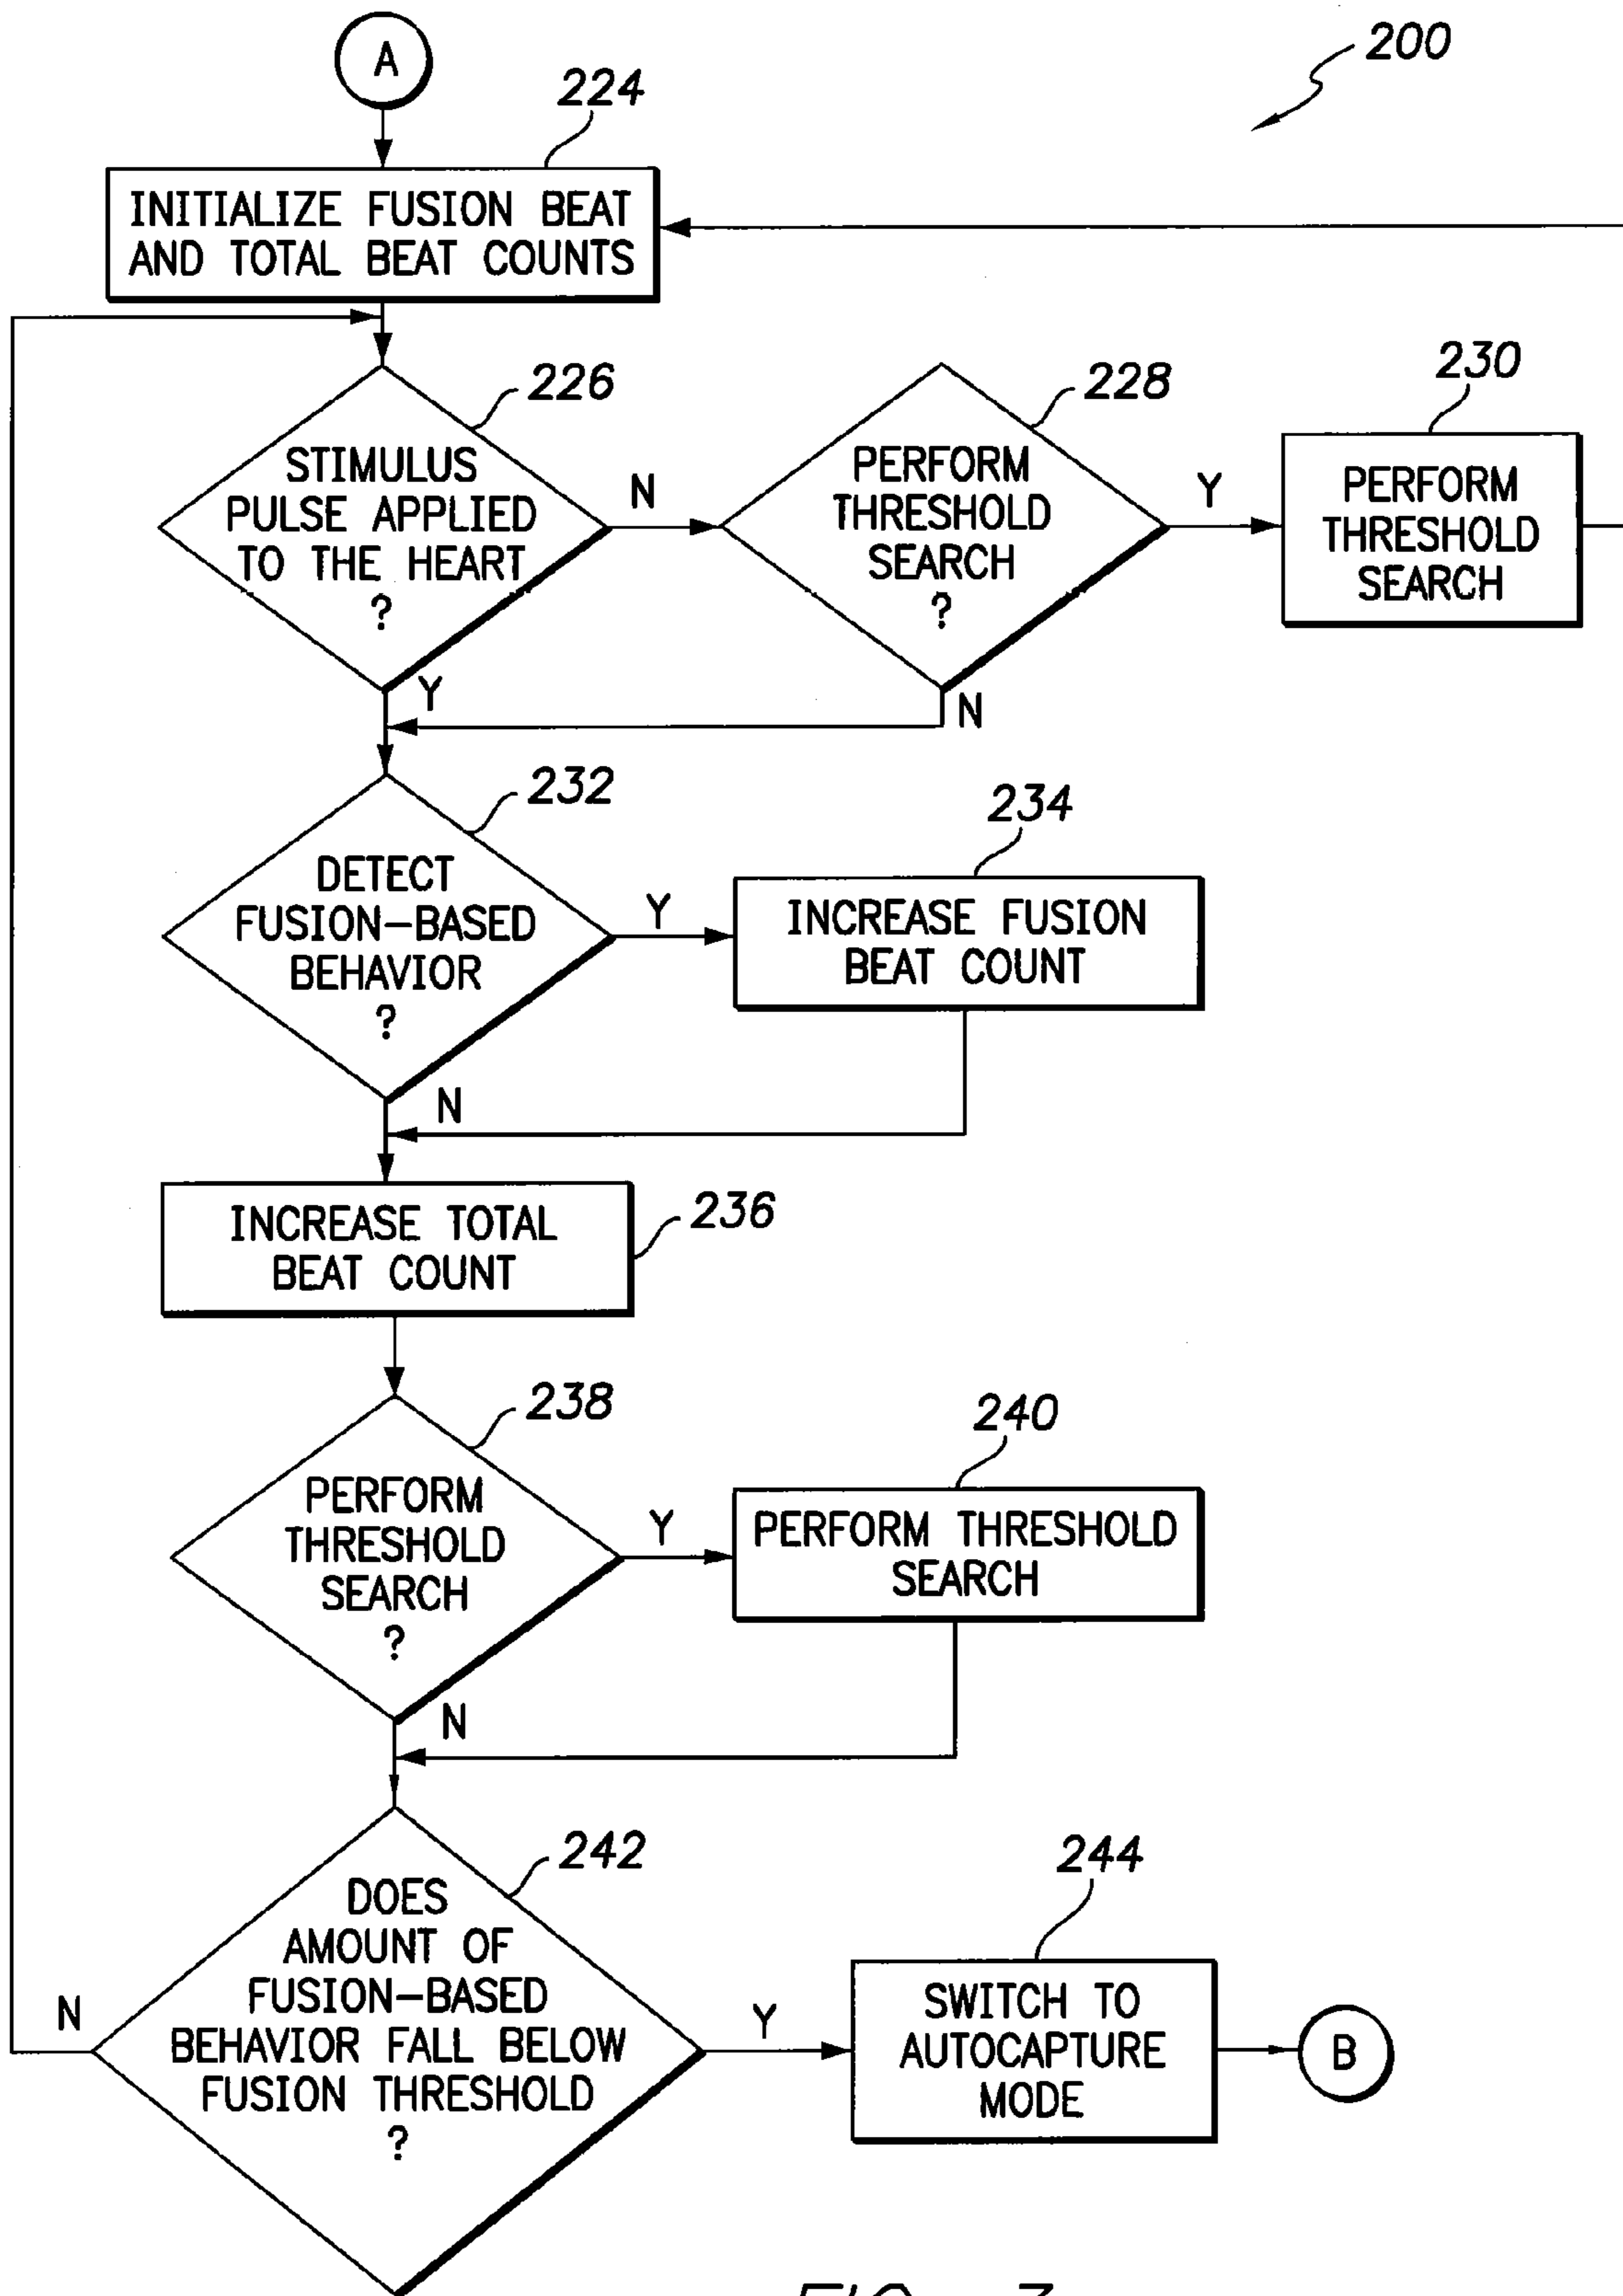 A
200
224
INITIALIZE FUSION BEAT
AND TOTAL BEAT COUNTS
226
STIMULUS
PULSE APPLIED
TO THE HEART
?
N
Y
228
PERFORM
THRESHOLD
SEARCH
?
Y
N
230
PERFORM
THRESHOLD
SEARCH
232
DETECT
FUSION-BASED
BEHAVIOR
?
Y
N
234
INCREASE FUSION
BEAT COUNT
236
INCREASE TOTAL
BEAT COUNT
238
PERFORM
THRESHOLD
SEARCH
?
Y
N
240
PERFORM THRESHOLD
SEARCH
242
DOES
AMOUNT OF
FUSION-BASED
BEHAVIOR FALL BELOW
FUSION THRESHOLD
?
N
Y
244
SWITCH TO
AUTOCAPTURE
MODE
B